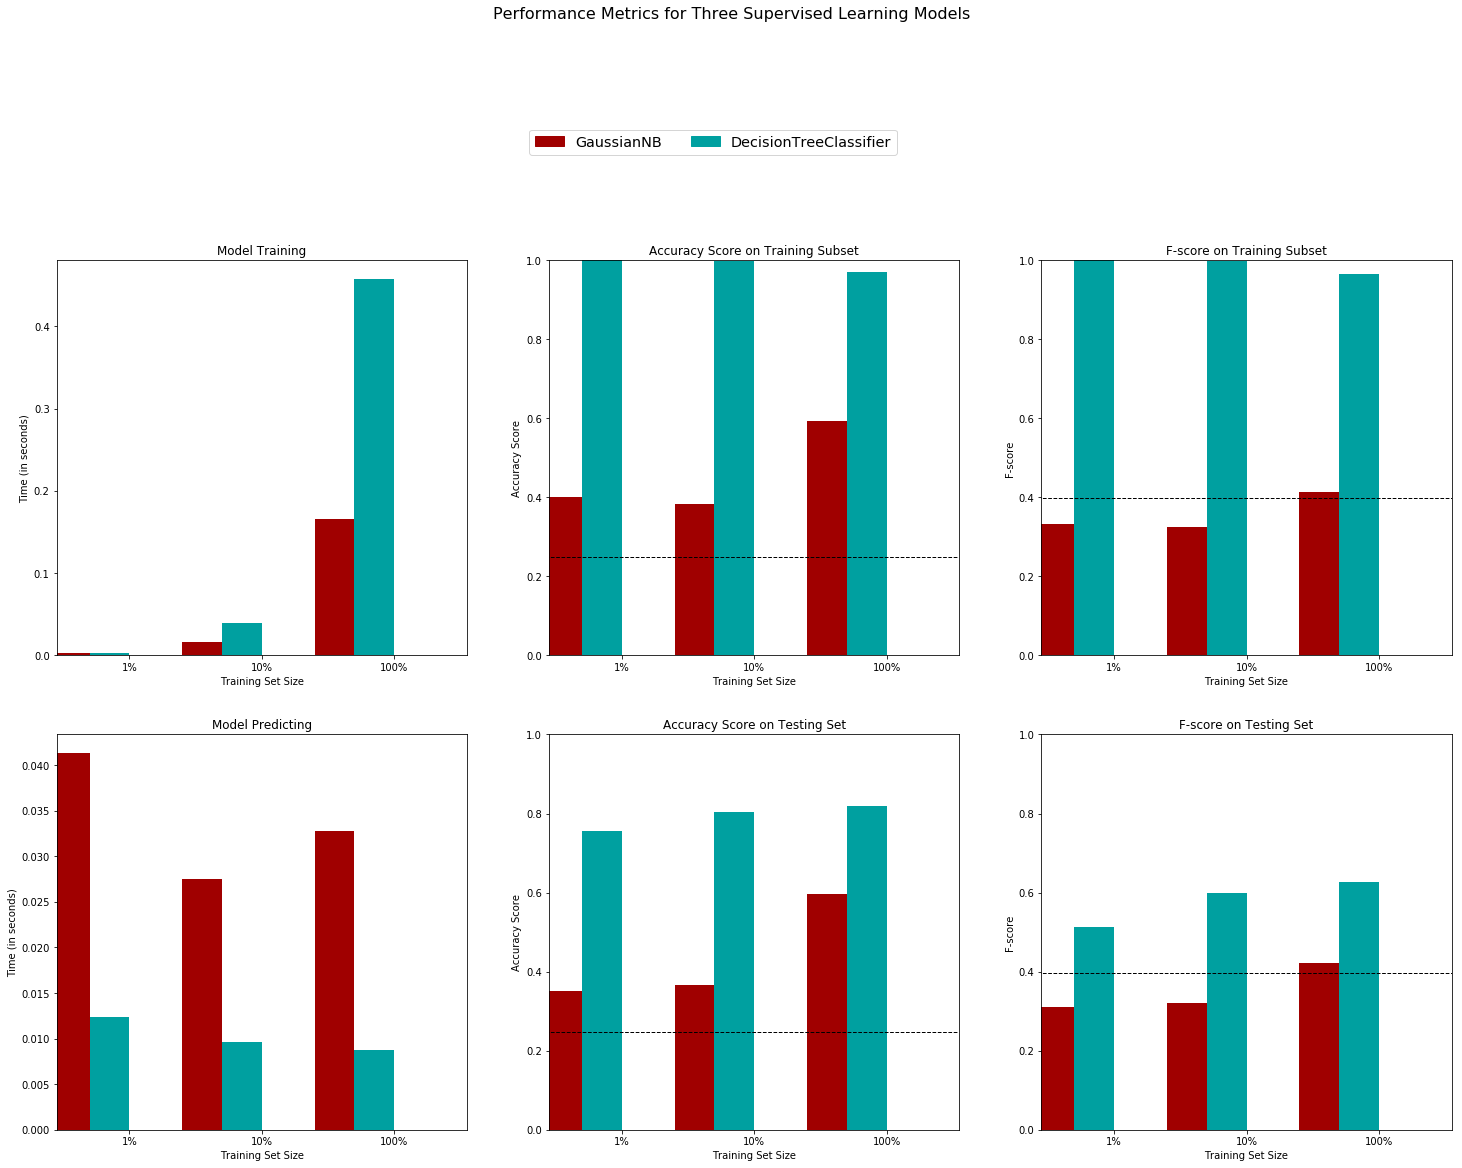 Performance Metrics for Three Supervised Learning Models
GaussianNB DecisionTreeClassifier
Model Training
Time (in seconds)
0.4
0.3
0.2
0.1
0.0
1% 10% 100%
Training Set Size
Accuracy Score on Training Subset
Accuracy Score
1.0
0.8
0.6
0.4
0.2
0.0
1% 10% 100%
Training Set Size
F-score on Training Subset
F-score
1.0
0.8
0.6
0.4
0.2
0.0
1% 10% 100%
Training Set Size
Model Predicting
Time (in seconds)
0.040
0.035
0.030
0.025
0.020
0.015
0.010
0.005
0.000
1% 10% 100%
Training Set Size
Accuracy Score on Testing Set
Accuracy Score
1.0
0.8
0.6
0.4
0.2
0.0
1% 10% 100%
Training Set Size
F-score on Testing Set
F-score
1.0
0.8
0.6
0.4
0.2
0.0
1% 10% 100%
Training Set Size